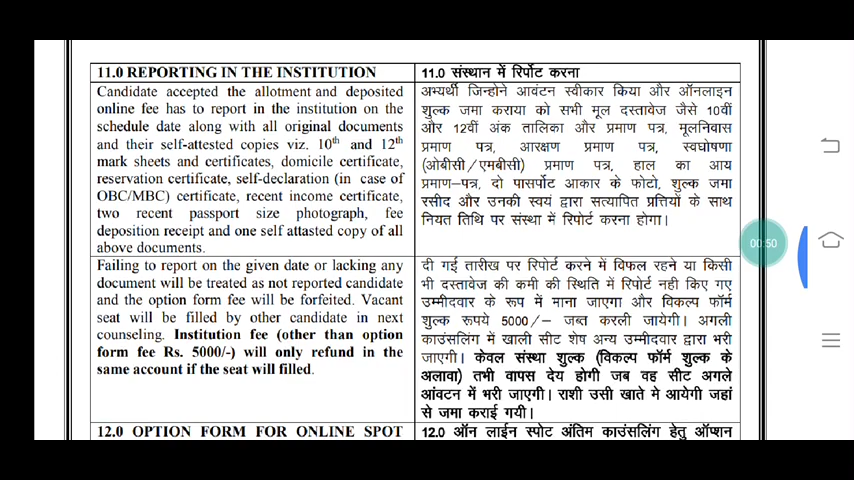 11.0 REPORTING IN THE INSTITUTION
Candidate accepted the allotment and deposited
online fee has to report in the institution on the
schedule date along with all original documents
and their self-attested copies viz. 10th and 12th
mark sheets and certificates, domicile certificate,
reservation certificate, self-declaration (in case of
OBC/MBC) certificate, recent income certificate,
two recent passport size photograph, fee
deposition receipt and one self attasted copy of all
above documents.
11.0 संस्थान में रिर्पोट करना
अभ्यर्थी जिन्होने आवंटन स्वीकार किया और ऑनलाइन
शुल्क जमा कराया को सभी मूल दस्तावेज जैसे 10वीं
और 12वीं अंक तालिका और प्रमाण पत्र, मूलनिवास
प्रमाण पत्र, आरक्षण प्रमाण पत्र, स्वघोषणा
(ओबीसी/एमबीसी) प्रमाण पत्र, हाल का आय
प्रमाण–पत्र, दो पासर्पोट आकार के फोटो, शुल्क जमा
रसीद और उनकी स्वयं द्वारा सत्यापित प्रत्तियों के साथ
नियत तिथि पर संस्था में रिर्पोट करना होगा।
Failing to report on the given date or lacking any
document will be treated as not reported candidate
and the option form fee will be forfeited. Vacant
seat will be filled by other candidate in next
counseling. Institution fee (other than option
form fee Rs. 5000/-) will only refund in the
same account if the seat will filled.
दी गई तारीख पर रिपोर्ट करने में विफल रहने या किसी
भी दस्तावेज की कमी की स्थिति में रिपोर्ट नही किए गए
उम्मीदवार के रूप में माना जाएगा और विकल्प फॉर्म
शुल्क रूपये 5000/– जब्त करली जायेगी। अगली
काउंसलिंग में खाली सीट शेष अन्य उम्मीदवार द्वारा भरी
जाएगी। केवल संस्था शुल्क (विकल्प फॉर्म शुल्क के
अलावा) तभी वापस देय होगी जब वह सीट अगले
आंवटन में भरी जाएगी। राशी उसी खाते मे आयेगी जहां
से जमा कराई गयी।
12.0 OPTION FORM FOR ONLINE SPOT
12.0 ऑन लाईन स्पोट अंतिम काउंसलिंग हेतु ऑप्शन
00:50